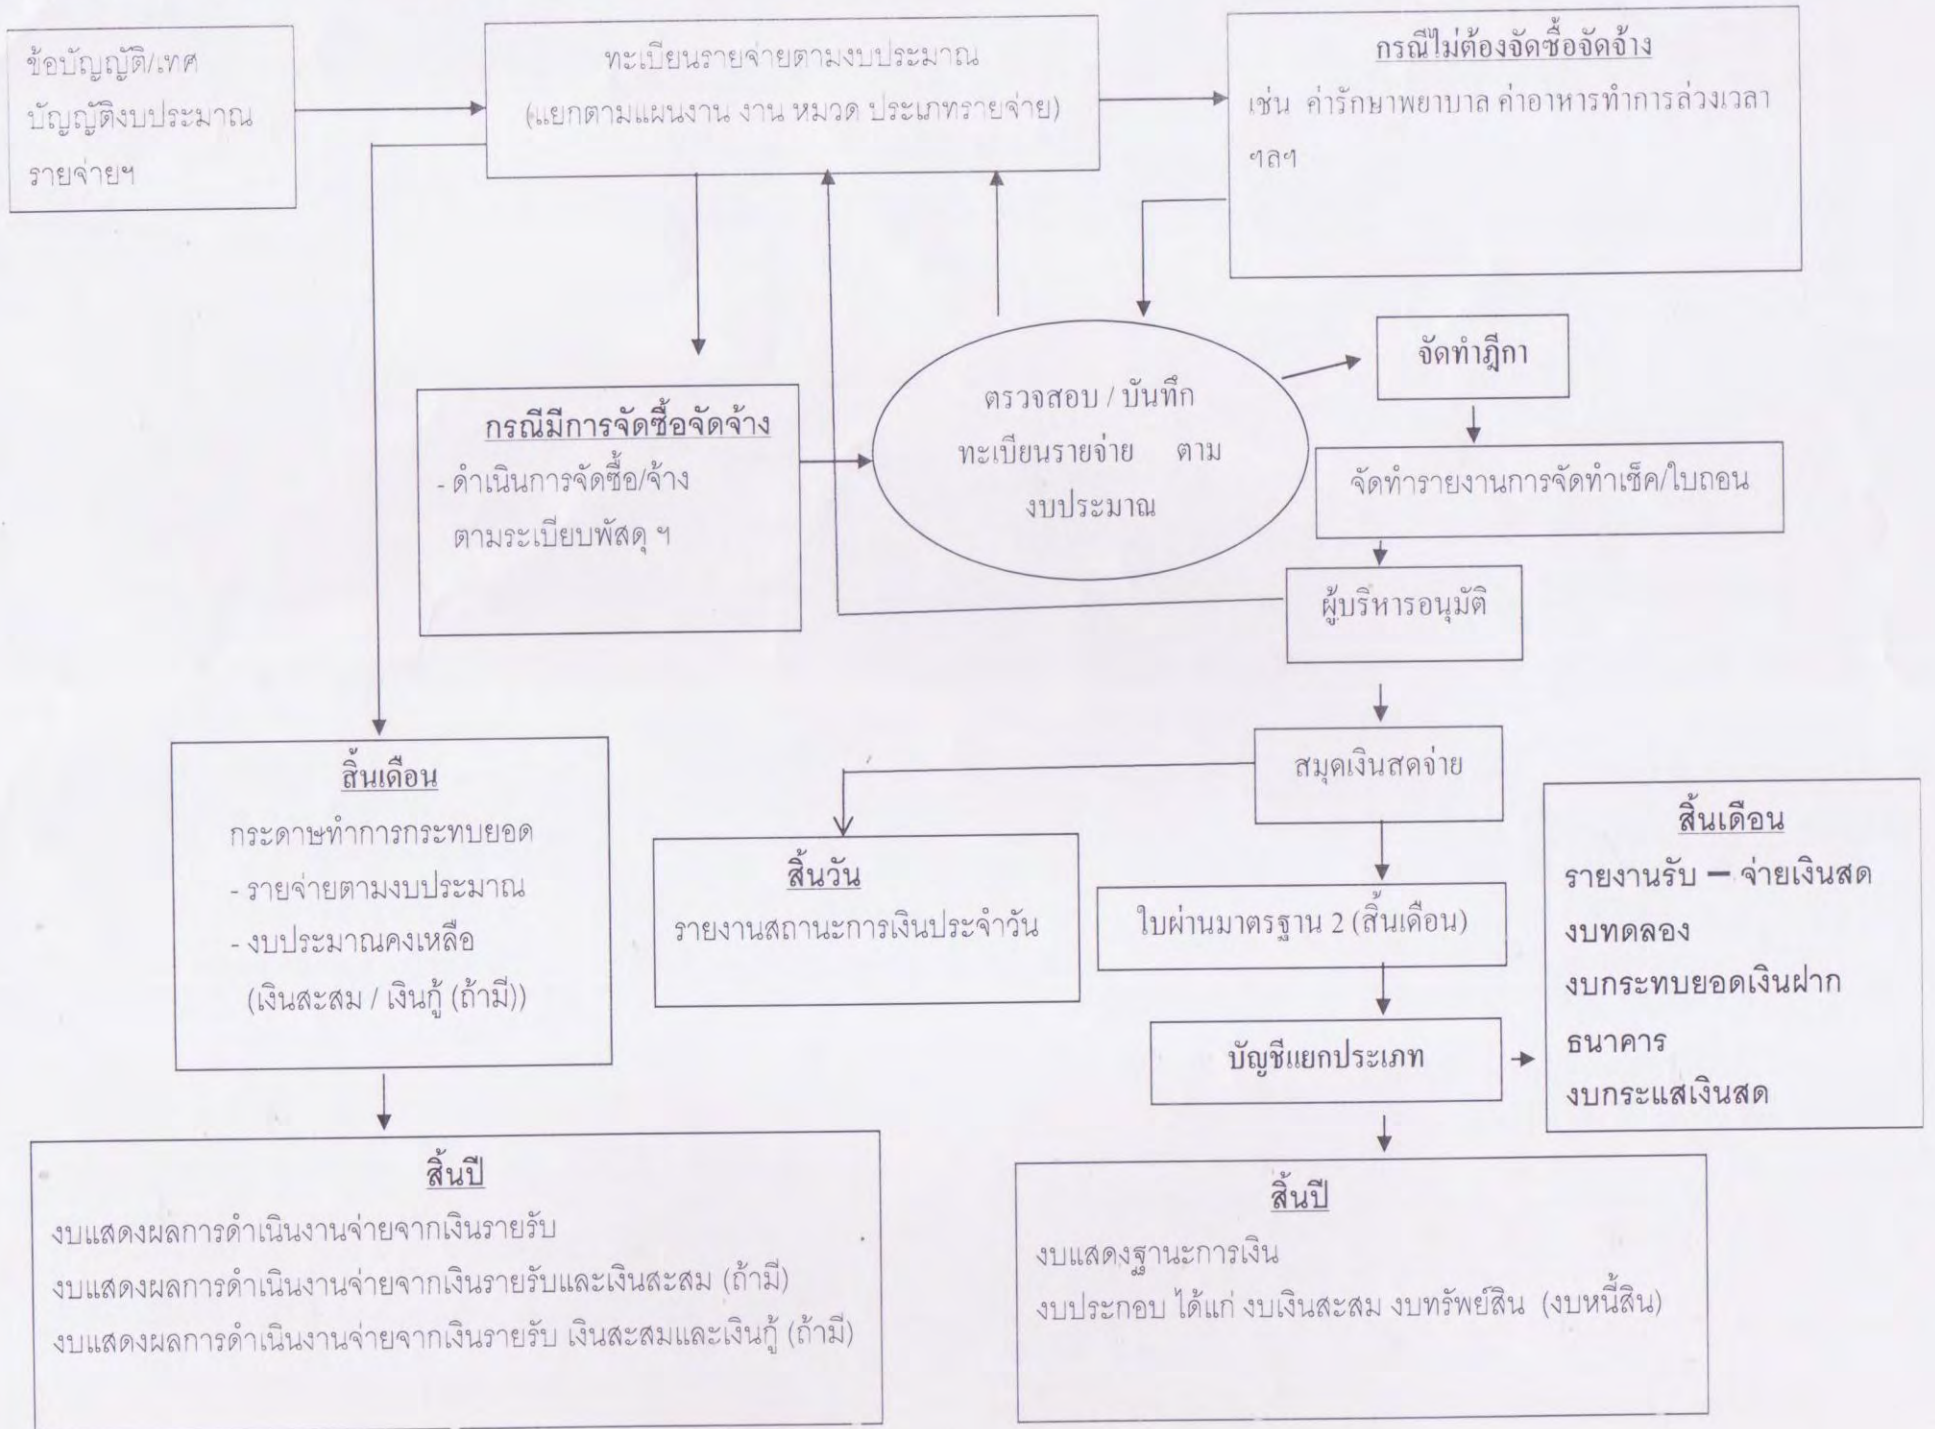 ข้อบัญญัติ/เทศ
บัญญัติงบประมาณ
รายจ่ายฯ
ทะเบียนรายจ่ายตามงบประมาณ
(แยกตามแผนงาน งาน หมวด ประเภทรายจ่าย)
กรณีไม่ต้องจัดซื้อจัดจ้าง
เช่น ค่ารักษาพยาบาล ค่าอาหารทำการล่วงเวลา
ฯลฯ
กรณีมีการจัดซื้อจัดจ้าง
- ดำเนินการจัดซื้อ/จ้าง
ตามระเบียบพัสดุ ฯ
ตรวจสอบ / บันทึก
ทะเบียนรายจ่าย ตาม
งบประมาณ
จัดทำฎีกา
จัดทำรายงานการจัดทำเช็ค/ใบถอน
ผู้บริหารอนุมัติ
สมุดเงินสดจ่าย
สิ้นเดือน
กระดาษทำการกระทบยอด
- รายจ่ายตามงบประมาณ
- งบประมาณคงเหลือ
(เงินสะสม / เงินกู้ (ถ้ามี))
สิ้นวัน
รายงานสถานะการเงินประจำวัน
ใบผ่านมาตรฐาน 2 (สิ้นเดือน)
บัญชีแยกประเภท
สิ้นเดือน
รายงานรับ – จ่ายเงินสด
งบทดลอง
งบกระทบยอดเงินฝาก
ธนาคาร
งบกระแสเงินสด
สิ้นปี
งบแสดงผลการดำเนินงานจ่ายจากเงินรายรับ
งบแสดงผลการดำเนินงานจ่ายจากเงินรายรับและเงินสะสม (ถ้ามี)
งบแสดงผลการดำเนินงานจ่ายจากเงินรายรับ เงินสะสมและเงินกู้ (ถ้ามี)
สิ้นปี
งบแสดงฐานะการเงิน
งบประกอบ ได้แก่ งบเงินสะสม งบทรัพย์สิน (งบหนี้สิน)